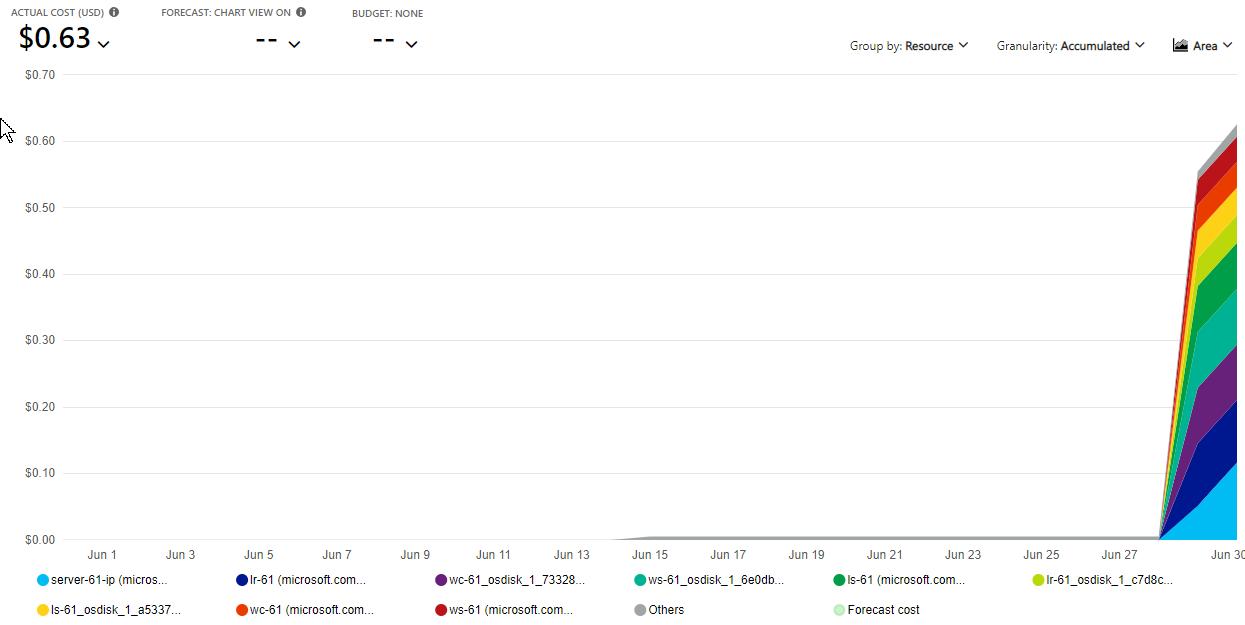 ACTUAL COST (USD) FORECAST: CHART VIEW ON BUDGET: NONE
$0.63 -- --
Group by: Resource Granularity: Accumulated Area
$0.70
$0.60
$0.50
$0.40
$0.30
$0.20
$0.10
$0.00
Jun 1 Jun 3 Jun 5 Jun 7 Jun 9 Jun 11 Jun 13 Jun 15 Jun 17 Jun 19 Jun 21 Jun 23 Jun 25 Jun 27 Jun 30
server-61-ip (micros... lr-61 (microsoft.com... wc-61_osdisk_1_73328... ws-61_osdisk_1_6e0db... ls-61 (microsoft.com... lr-61_osdisk_1_c7d8c...
ls-61_osdisk_1_a5337... wc-61 (microsoft.com... ws-61 (microsoft.com... Others Forecast cost